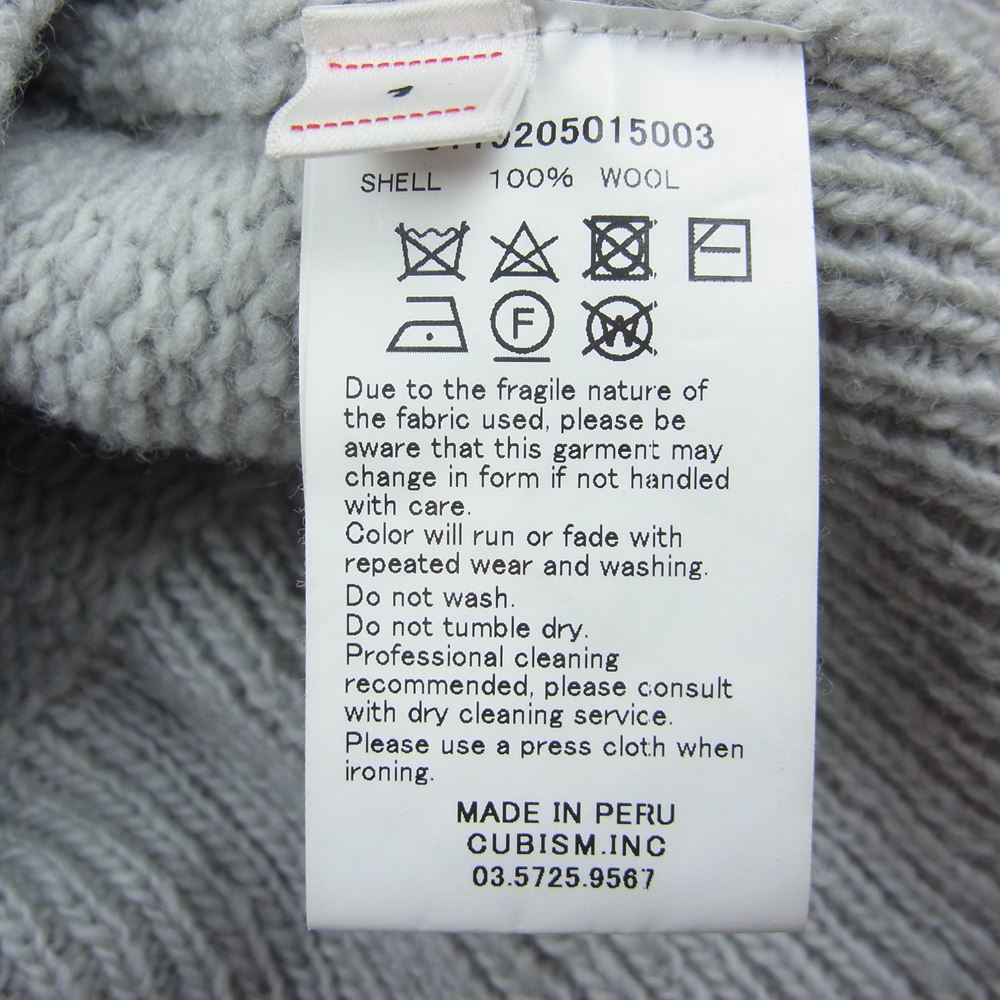 0205015003
SHELL 100% WOOL
F
W
Due to the fragile nature of
the fabric used, please be
aware that this garment may
change in form if not handled
with care.
Color will run or fade with
repeated wear and washing.
Do not wash.
Do not tumble dry.
Professional cleaning
recommended, please consult
with dry cleaning service.
Please use a press cloth when
ironing.
MADE IN PERU
CUBISM.INC
03.5725.9567